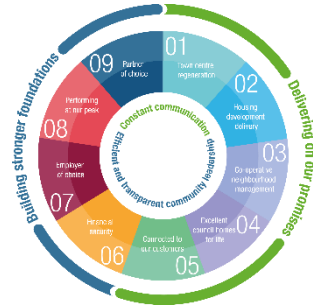 Building stronger foundations
Delivering on our promises
Constant communication
Efficient and transparent community leadership
01
Town centre
regeneration
02
Housing
development
delivery
03
Co-operative
neighbourhood
management
04
Excellent
council homes
for life
05
Connected to
our customers
06
Financial
security
07
Employer
of choice
08
Performing
at our peak
09
Partner
of choice